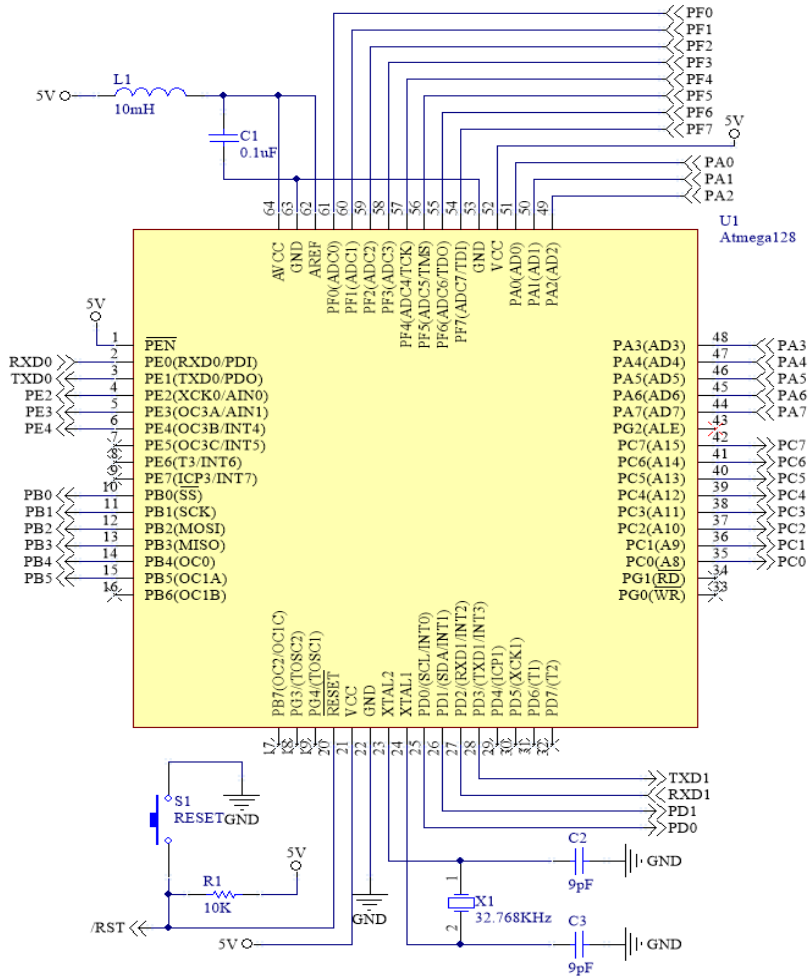 PF0
PF1
PF2
PF3
PF4
PF5
PF6
PF7
5V
L1
10mH
C1
0.1uF
5V
PA0
PA1
PA2
64
63
62
61
60
59
58
57
56
55
54
53
52
51
50
49
U1
Atmega128
AVCC
GND
AREF
PF0(ADC0)
PF1(ADC1)
PF2(ADC2)
PF3(ADC3)
PF4(ADC4/TCK)
PF5(ADC5/TMS)
PF6(ADC6/TDO)
PF7(ADC7/TDI)
GND
VCC
PA0(AD0)
PA1(AD1)
PA2(AD2)
5V
1 PEN
RXD0 2 PE0(RXD0/PDI)
TXD0 3 PE1(TXD0/PDO)
PE2 4 PE2(XCK0/AIN0)
PE3 5 PE3(OC3A/AIN1)
PE4 6 PE4(OC3B/INT4)
7 PE5(OC3C/INT5)
8 PE6(T3/INT6)
9 PE7(ICP3/INT7)
PB0 10 PB0(SS)
PB1 11 PB1(SCK)
PB2 12 PB2(MOSI)
PB3 13 PB3(MISO)
PB4 14 PB4(OC0)
PB5 15 PB5(OC1A)
16 PB6(OC1B)
PA3(AD3) 48 PA3
PA4(AD4) 47 PA4
PA5(AD5) 46 PA5
PA6(AD6) 45 PA6
PA7(AD7) 44 PA7
PG2(ALE) 43
PC7(A15) 42 PC7
PC6(A14) 41 PC6
PC5(A13) 40 PC5
PC4(A12) 39 PC4
PC3(A11) 38 PC3
PC2(A10) 37 PC2
PC1(A9) 36 PC1
PC0(A8) 35 PC0
PG1(RD) 34
PG0(WR) 33
PB7(OC2/OC1C)
PG3/(TOSC2)
PG4/(TOSC1)
RESET
VCC
GND
XTAL2
XTAL1
PD0/(SCL/INT0)
PD1/(SDA/INT1)
PD2/(RXD1/INT2)
PD3/(TXD1/INT3)
PD4/(ICP1)
PD5/(XCK1)
PD6/(T1)
PD7/(T2)
17
18
19
20
21
22
23
24
25
26
27
28
29
30
31
32
TXD1
RXD1
PD1
PD0
S1
RESET
GND
5V
R1
10K
/RST
5V
GND
1
X1
32.768KHz
2
C2
9pF
GND
C3
9pF
GND